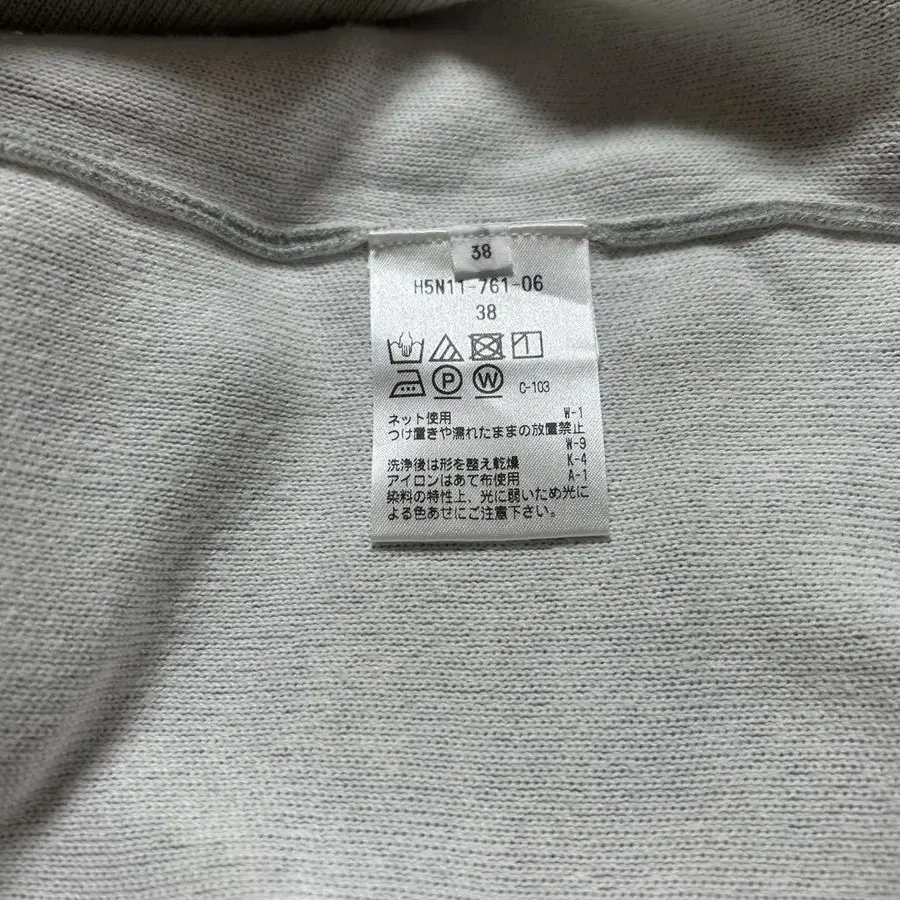 38
H5N11-761-06
38
P W C-103
ネット使用 W-1
つけ置きや濡れたままの放置禁止
W-9
洗浄後は形を整え乾燥 K-4
アイロンはあて布使用 A-1
染料の特性上、光に弱いため光に
よる色あせにご注意下さい。